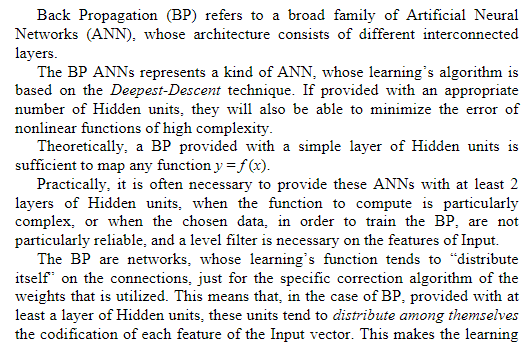 Back Propagation (BP) refers to a broad family of Artificial Neural
Networks (ANN), whose architecture consists of different interconnected
layers.
The BP ANNs represents a kind of ANN, whose learning's algorithm is
based on the Deepest-Descent technique. If provided with an appropriate
number of Hidden units, they will also be able to minimize the error of
nonlinear functions of high complexity.
Theoretically, a BP provided with a simple layer of Hidden units is
sufficient to map any function y = f (x).
Practically, it is often necessary to provide these ANNs with at least 2
layers of Hidden units, when the function to compute is particularly
complex, or when the chosen data, in order to train the BP, are not
particularly reliable, and a level filter is necessary on the features of Input.
The BP are networks, whose learning's function tends to “distribute
itself” on the connections, just for the specific correction algorithm of the
weights that is utilized. This means that, in the case of BP, provided with at
least a layer of Hidden units, these units tend to distribute among themselves
the codification of each feature of the Input vector. This makes the learning